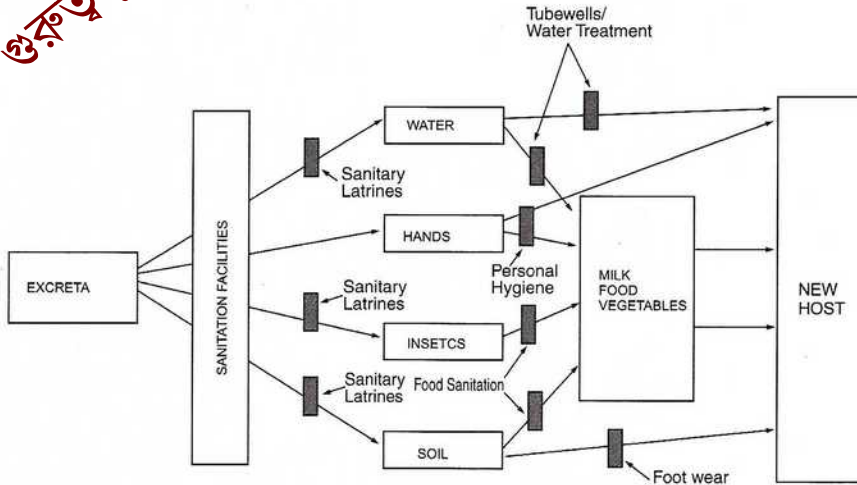 গুরুত্ব
Tubewells/
Water Treatment
WATER
Sanitary
Latrines
SANITATION FACILITIES
HANDS
EXCRETA
Personal
Hygiene
MILK
FOOD
VEGETABLES
NEW
HOST
Sanitary
Latrines
INSETCS
Sanitary
Latrines
Food Sanitation
SOIL
Foot wear